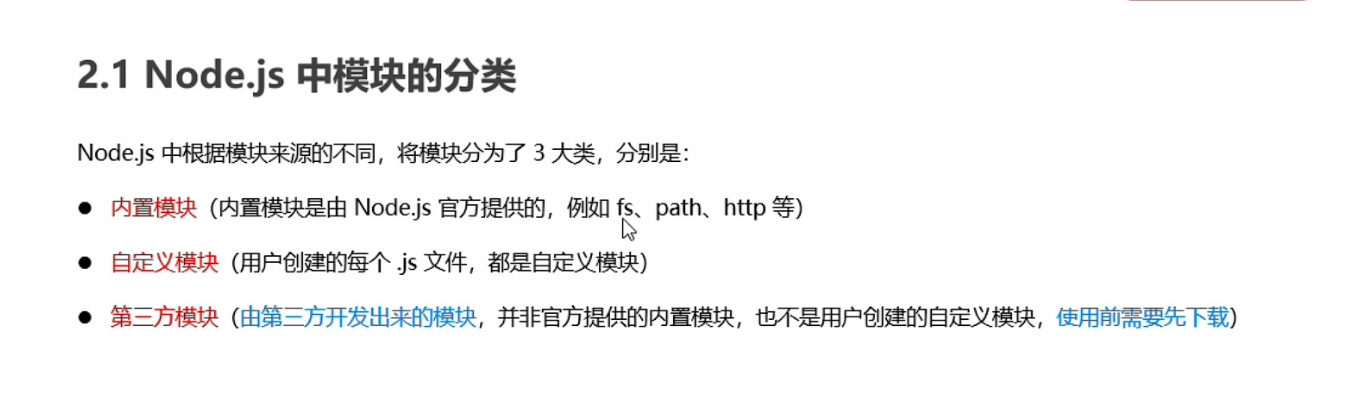 2.1 Node.js 中模块的分类
Node.js 中根据模块来源的不同，将模块分为了 3 大类，分别是：
● 内置模块（内置模块是由 Node.js 官方提供的，例如 fs、path、http 等）
● 自定义模块（用户创建的每个 .js 文件，都是自定义模块）
● 第三方模块（由第三方开发出来的模块，并非官方提供的内置模块，也不是用户创建的自定义模块，使用前需要先下载）